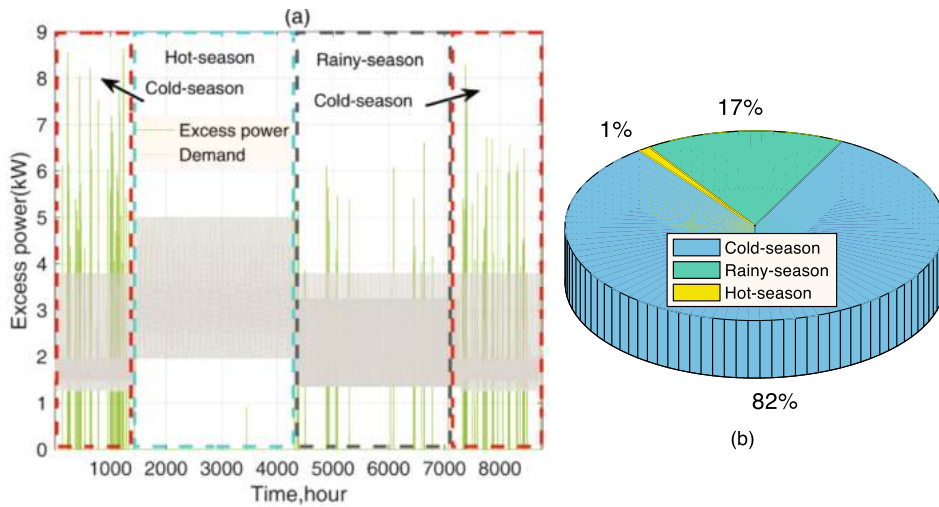 (a)
9
8
7
6
5
4
3
2
1
0
Excess power(kW)
Hot-season
Rainy-season
Cold-season
Cold-season
Excess power
Demand
1000 2000 3000 4000 5000 6000 7000 8000
Time,hour
17%
1%
Cold-season
Rainy-season
Hot-season
82%
(b)